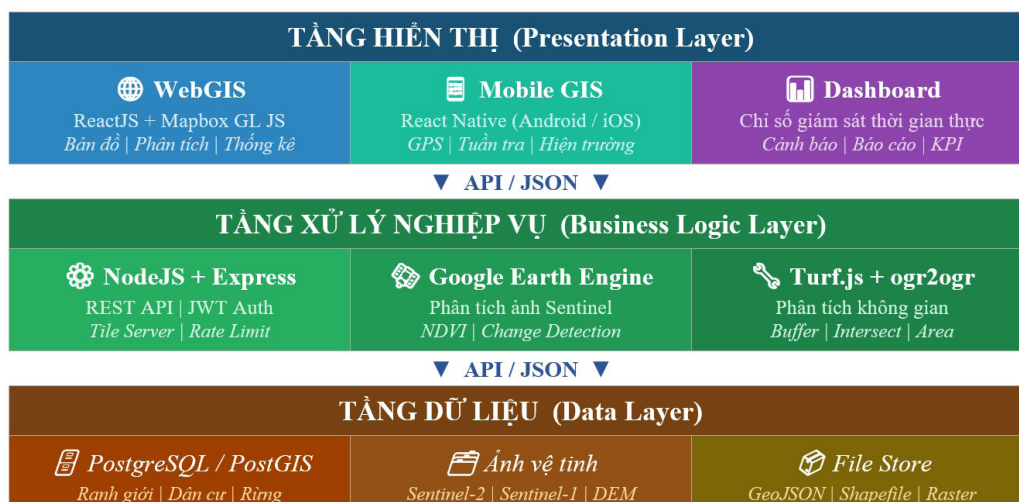 TẦNG HIỂN THỊ (Presentation Layer)
WebGIS
ReactJS + Mapbox GL JS
Bản đồ | Phân tích | Thống kê
Mobile GIS
React Native (Android / iOS)
GPS | Tuần tra | Hiện trường
Dashboard
Chỉ số giám sát thời gian thực
Cảnh báo | Báo cáo | KPI
▼ API / JSON ▼
TẦNG XỬ LÝ NGHIỆP VỤ (Business Logic Layer)
NodeJS + Express
REST API | JWT Auth
Tile Server | Rate Limit
Google Earth Engine
Phân tích ảnh Sentinel
NDVI | Change Detection
Turf.js + ogr2ogr
Phân tích không gian
Buffer | Intersect | Area
▼ API / JSON ▼
TẦNG DỮ LIỆU (Data Layer)
PostgreSQL / PostGIS
Ranh giới | Dân cư | Rừng
Ảnh vệ tinh
Sentinel-2 | Sentinel-1 | DEM
File Store
GeoJSON | Shapefile | Raster